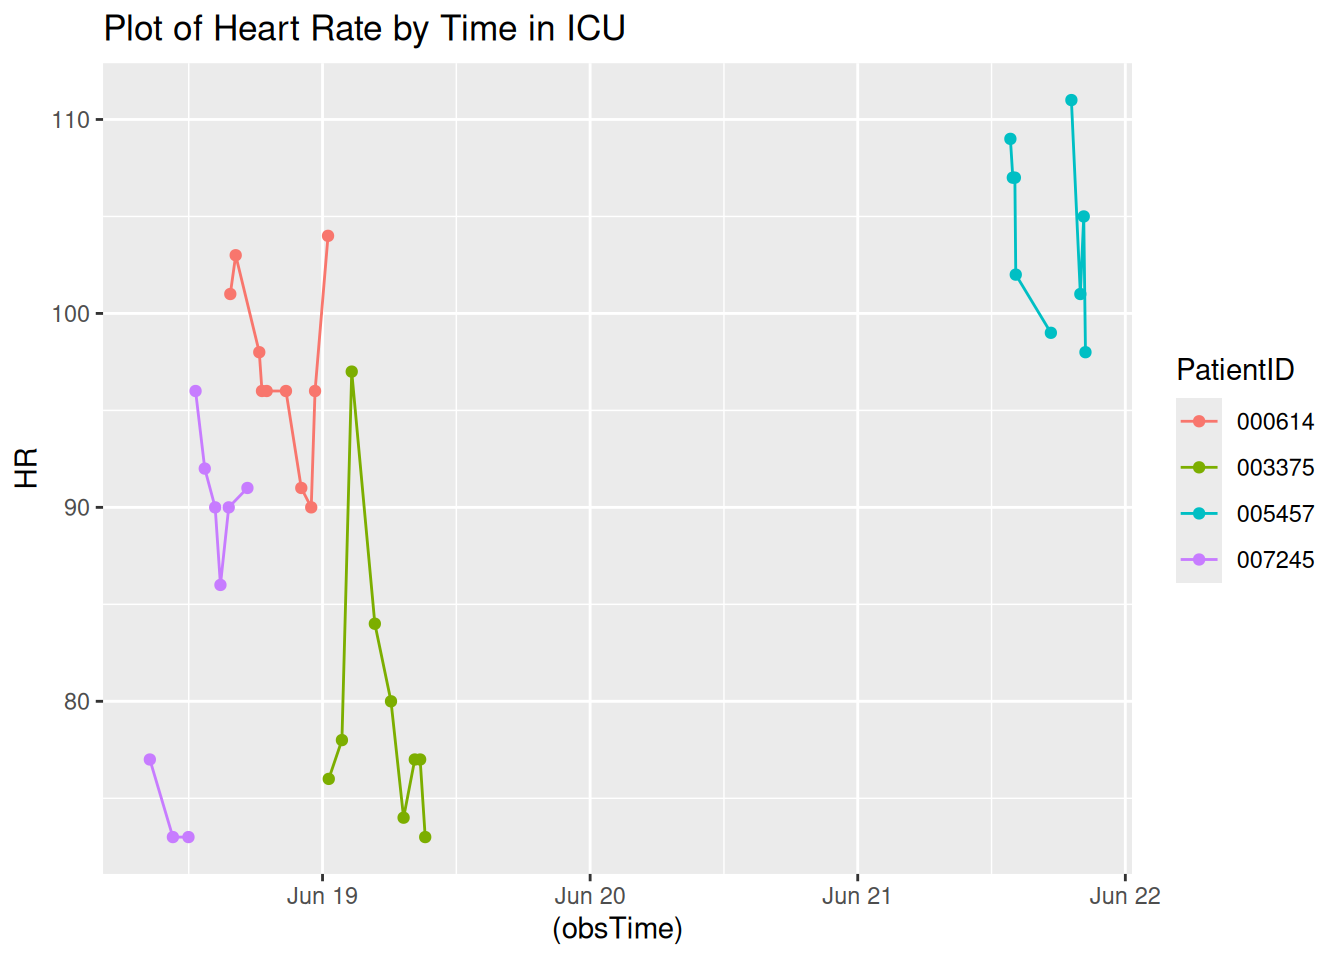 Plot of Heart Rate by Time in ICU
HR
110
100
90
80
Jun 19
Jun 20
Jun 21
Jun 22
(obsTime)
PatientID
000614
003375
005457
007245